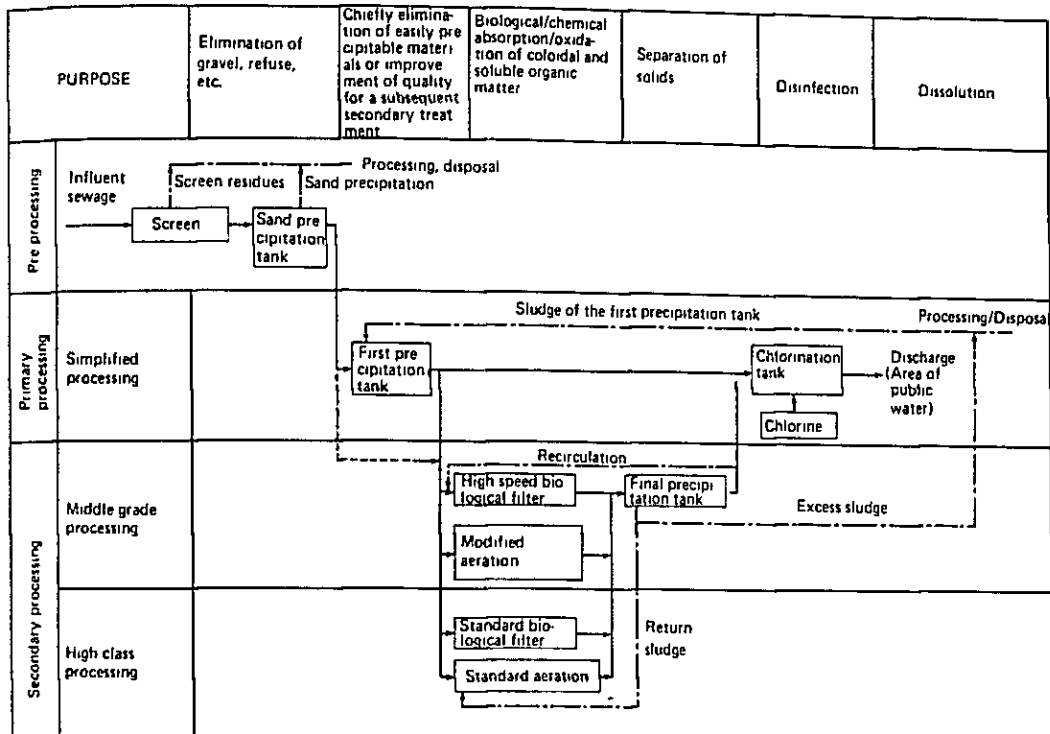 PURPOSE
Elimination of
gravel, refuse,
etc.
Chiefly elimina-
tion of easily pre
cipitable materi
als or improve
ment of quality
for a subsequent
secondary treat
ment
Biological/chemical
absorption/oxida-
tion of colloidal and
soluble organic
matter
Separation of
solids
Disinfection
Dissolution
Pre processing
Influent
sewage
Screen residues
Processing, disposal
Sand precipitation
Screen
Sand pre
cipitation
tank
Primary
processing
Simplified
processing
Sludge of the first precipitation tank
Processing/Disposal
First pre
cipitation
tank
Chlorination
tank
Chlorine
Discharge
(Area of
public
water)
Secondary processing
Middle grade
processing
Recirculation
High speed bio
logical filter
Final precipi
tation tank
Excess sludge
Modified
aeration
High class
processing
Standard bio-
logical filter
Standard aeration
Return
sludge